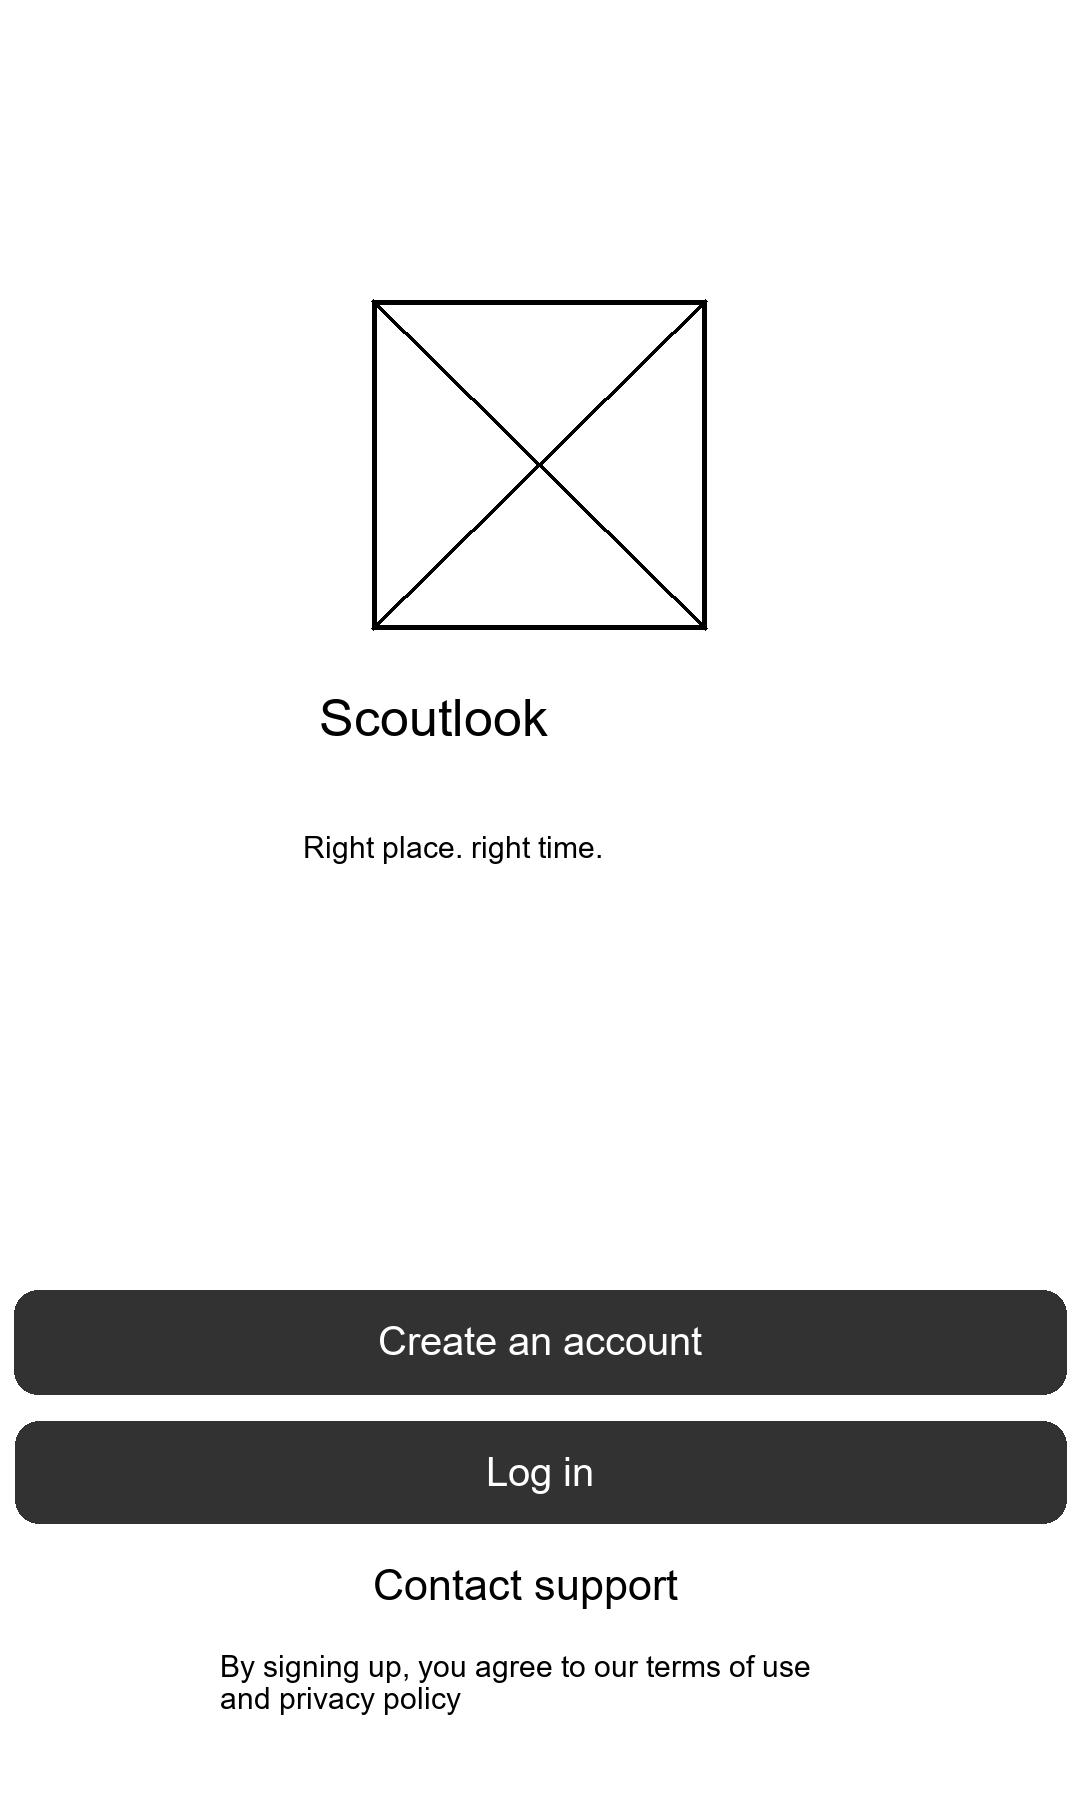 Scoutlook
Right place. right time.
Create an account
Log in
Contact support
By signing up, you agree to our terms of use
and privacy policy